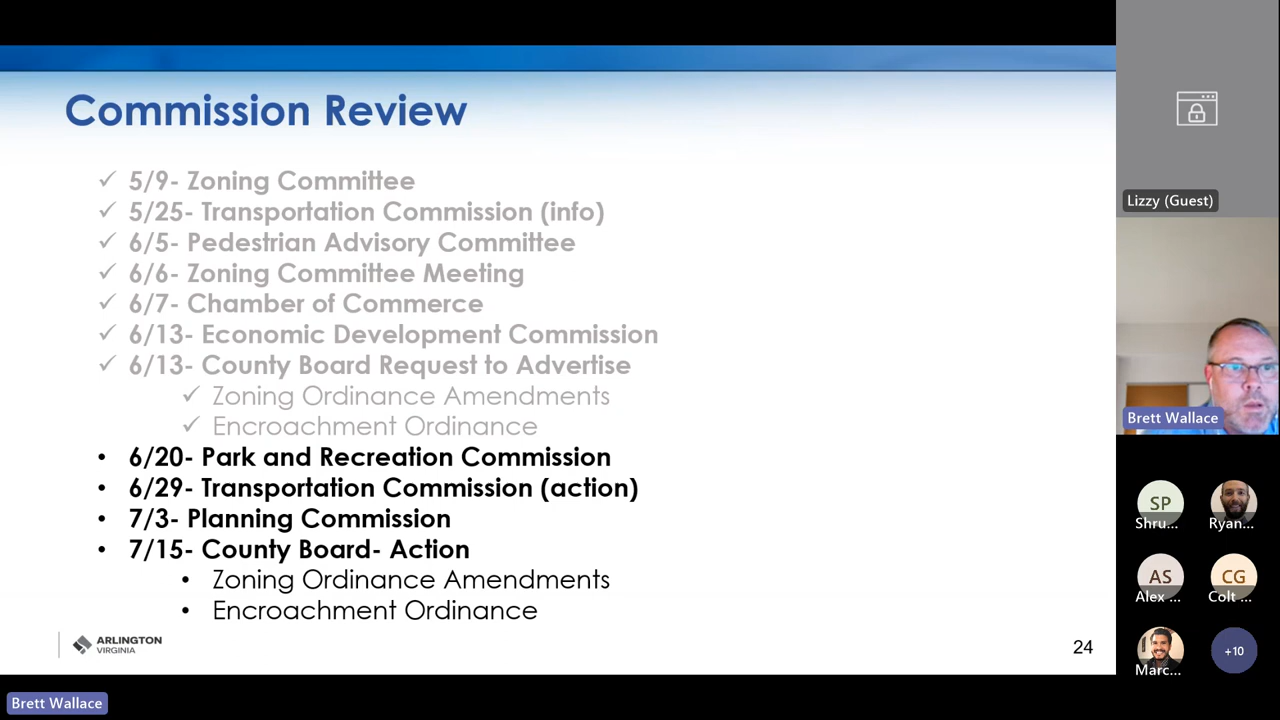 Commission Review
✓ 5/9- Zoning Committee
✓ 5/25- Transportation Commission (info)
✓ 6/5- Pedestrian Advisory Committee
✓ 6/6- Zoning Committee Meeting
✓ 6/7- Chamber of Commerce
✓ 6/13- Economic Development Commission
✓ 6/13- County Board Request to Advertise
✓ Zoning Ordinance Amendments
✓ Encroachment Ordinance
• 6/20- Park and Recreation Commission
• 6/29- Transportation Commission (action)
• 7/3- Planning Commission
• 7/15- County Board- Action
• Zoning Ordinance Amendments
• Encroachment Ordinance
ARLINGTON
VIRGINIA
24
Brett Wallace
Lizzy (Guest)
Brett Wallace
SP
Shru...
Ryan...
AS
Alex ...
CG
Colt ...
Marc...
+10